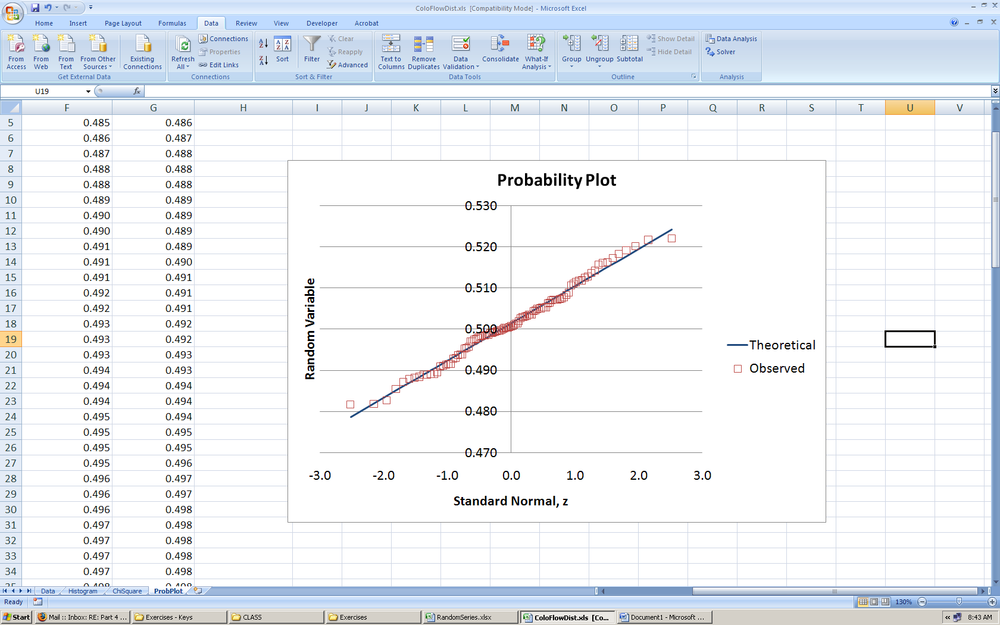 ColoFlowDist.xls [Compatibility Mode] - Microsoft Excel
Home Insert Page Layout Formulas Data Review View Developer Acrobat
From Access From Web From Text From Other Sources Existing Connections
Get External Data
Refresh All Connections Properties Edit Links
Connections
A Z Z A Z A A Z Sort Filter Clear Reapply Advanced
Sort & Filter
Text to Columns Remove Duplicates Data Validation Consolidate What-If Analysis
Data Tools
Group Ungroup Subtotal Show Detail Hide Detail
Outline
Data Analysis Solver
Analysis
U19 fx
F G H I J K L M N O P Q R S T U V
5 0.485 0.486
6 0.486 0.487
7 0.487 0.488
8 0.488 0.488
9 0.488 0.488
10 0.489 0.489
11 0.490 0.489
12 0.490 0.489
13 0.491 0.489
14 0.491 0.490
15 0.491 0.491
16 0.492 0.491
17 0.492 0.491
18 0.493 0.492
19 0.493 0.492
20 0.493 0.493
21 0.494 0.493
22 0.494 0.494
23 0.494 0.494
24 0.495 0.494
25 0.495 0.495
26 0.495 0.495
27 0.495 0.496
28 0.496 0.497
29 0.496 0.497
30 0.496 0.498
31 0.497 0.498
32 0.497 0.498
33 0.497 0.498
34 0.497 0.498
Probability Plot
0.530
0.520
0.510
0.500
0.490
0.480
0.470
-3.0 -2.0 -1.0 0.0 1.0 2.0 3.0
Random Variable
Standard Normal, z
Theoretical
Observed
Data Histogram ChiSquare ProbPlot
Ready 130%
Start Mail :: Inbox: RE: Part 4 ... Exercises - Keys CLASS Exercises RandomSeries.xlsx ColoFlowDist.xls [Co... Document1 - Microsoft ... « 8:43 AM